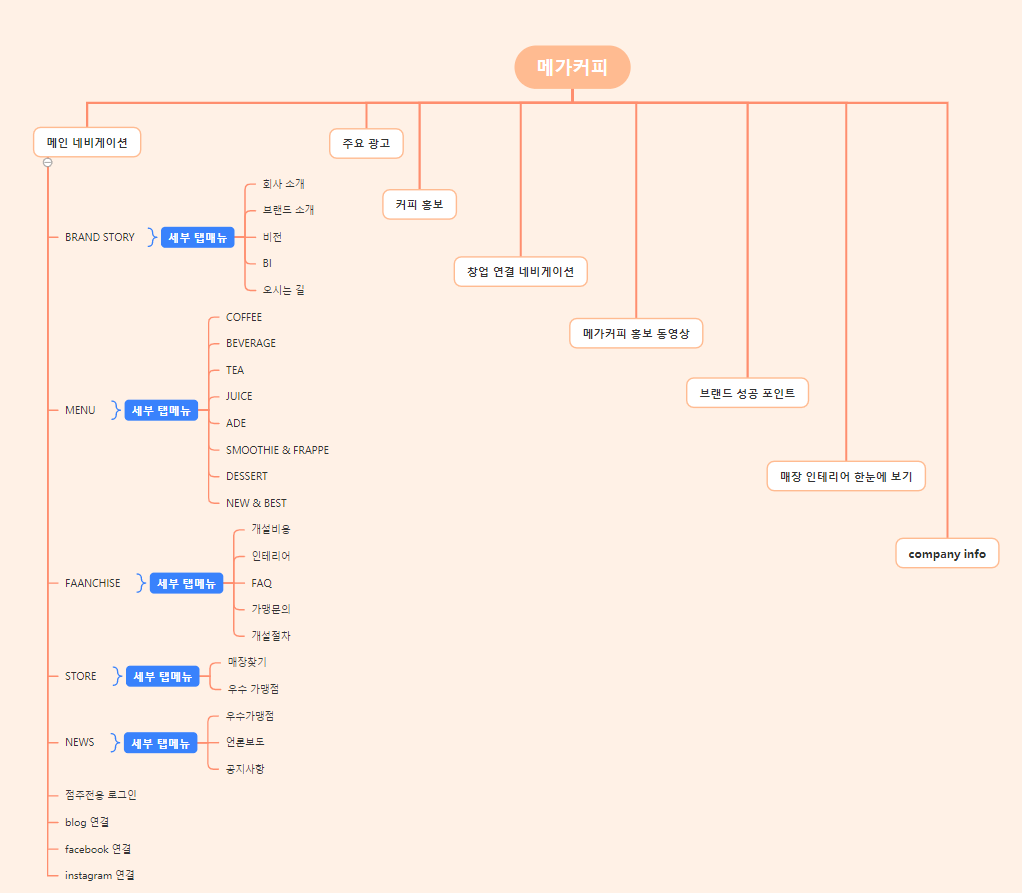 메가커피
메인 네비게이션
주요 광고
커피 홍보
창업 연결 네비게이션
메가커피 홍보 동영상
브랜드 성공 포인트
매장 인테리어 한눈에 보기
company info
BRAND STORY
세부 탭메뉴
회사 소개
브랜드 소개
비전
BI
오시는 길
MENU
세부 탭메뉴
COFFEE
BEVERAGE
TEA
JUICE
ADE
SMOOTHIE & FRAPPE
DESSERT
NEW & BEST
FAANCHISE
세부 탭메뉴
개설비용
인테리어
FAQ
가맹문의
개설절차
STORE
세부 탭메뉴
매장찾기
우수 가맹점
NEWS
세부 탭메뉴
우수가맹점
언론보도
공지사항
점주전용 로그인
blog 연결
facebook 연결
instagram 연결